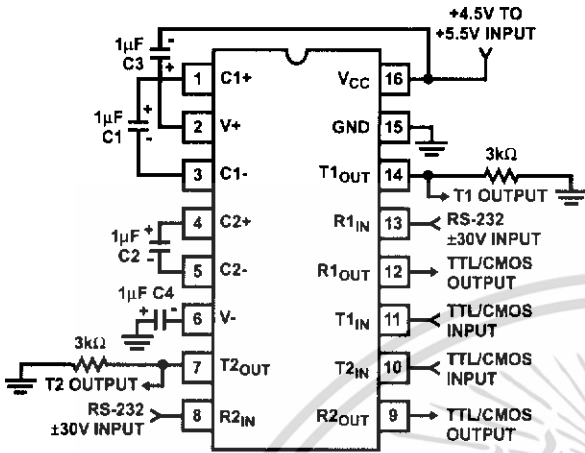 +4.5V TO
+5.5V INPUT
1µF
C3
- +
1µF
C1
+ -
1 C1+
2 V+
3 C1-
1µF
C2
+ -
4 C2+
5 C2-
1µF C4
+ -
6 V-
3kΩ
7 T2OUT
T2 OUTPUT
RS-232
±30V INPUT
8 R2IN
VCC 16
GND 15
T1OUT 14
3kΩ
T1 OUTPUT
R1IN 13
RS-232
±30V INPUT
R1OUT 12
TTL/CMOS
OUTPUT
T1IN 11
TTL/CMOS
INPUT
T2IN 10
TTL/CMOS
INPUT
R2OUT 9
TTL/CMOS
OUTPUT